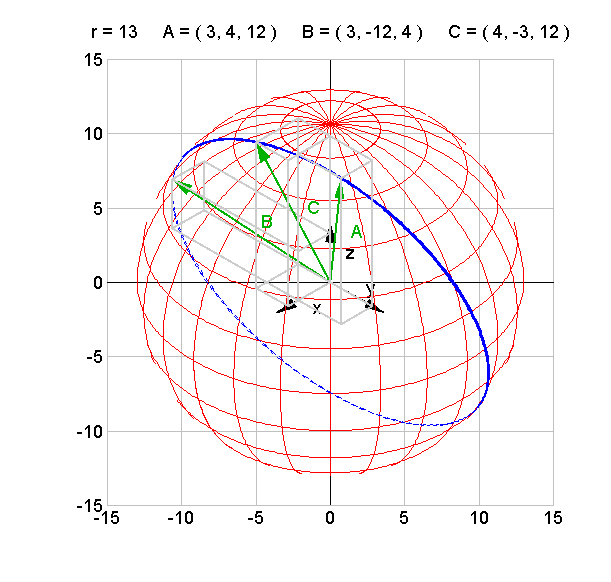 r = 13 A = ( 3, 4, 12 ) B = ( 3, -12, 4 ) C = ( 4, -3, 12 )
15
10
C
B
A
5
z
0
y
x
-5
-10
-15
-15 -10 -5 0 5 10 15